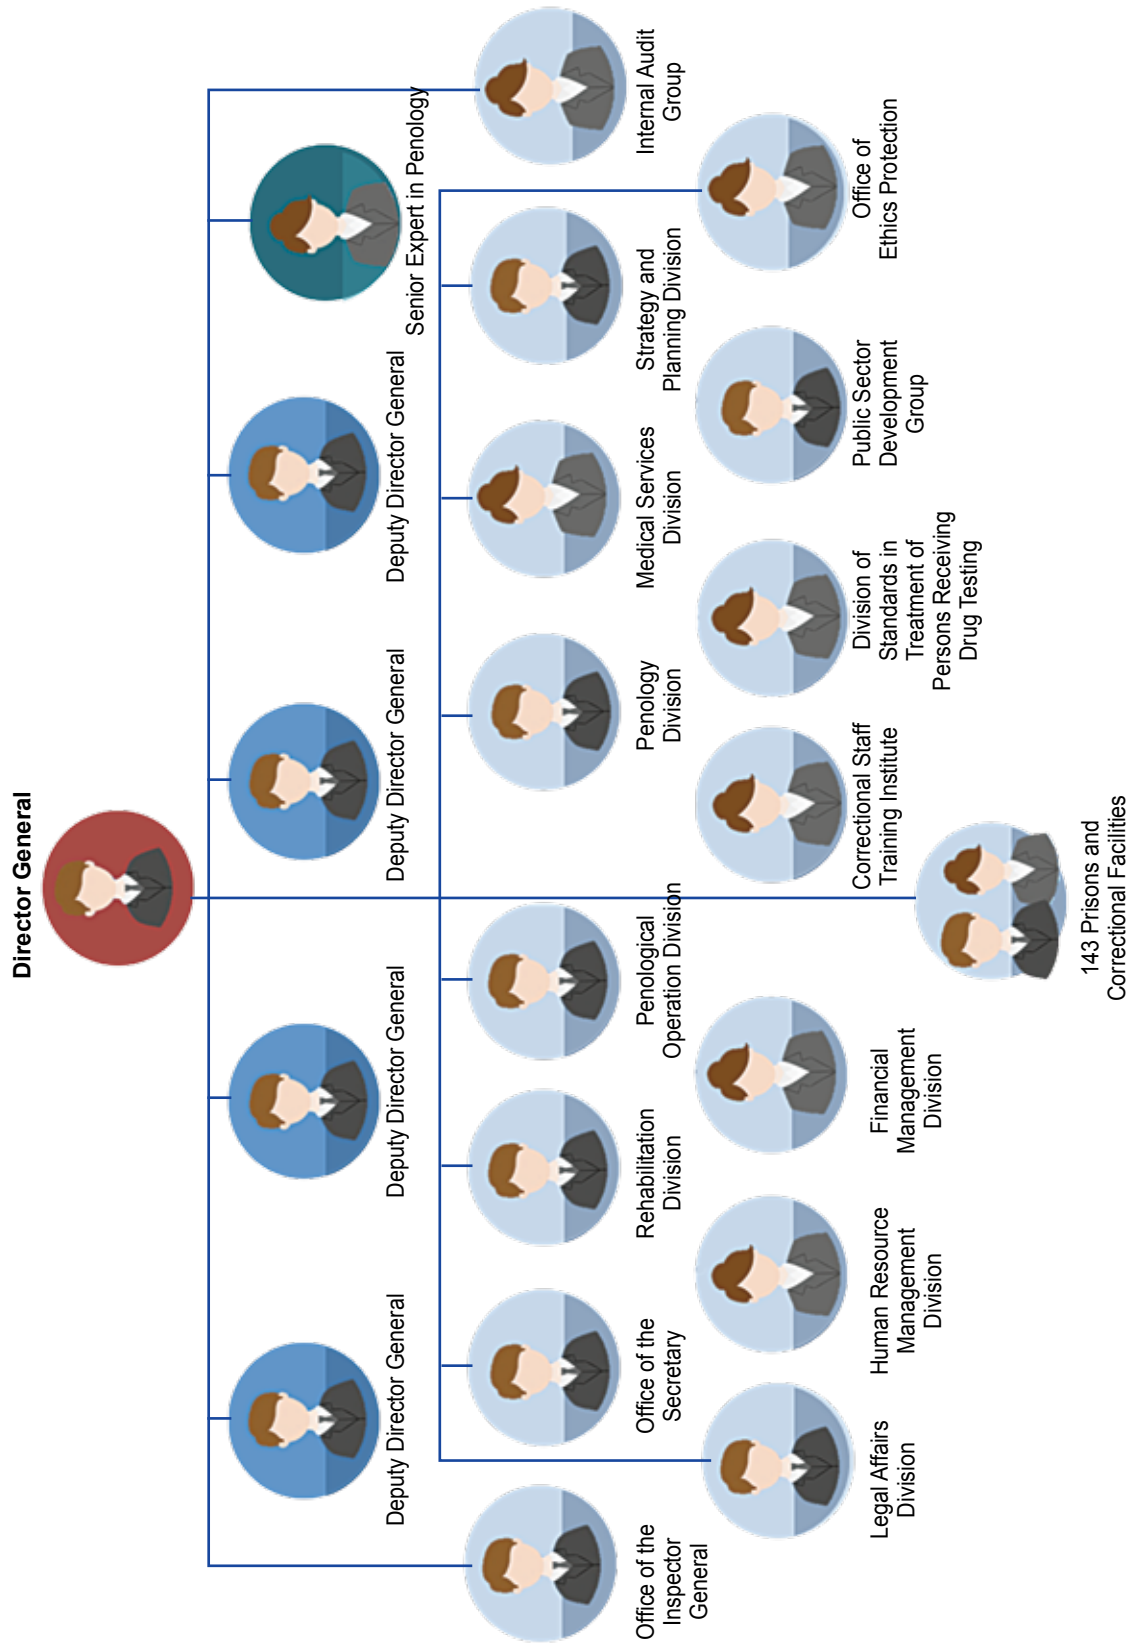 Director General
Deputy Director General
Deputy Director General
Deputy Director General
Deputy Director General
Senior Expert in Penology
Office of the
Inspector
General
Office of the
Secretary
Rehabilitation
Division
Penological
Operation Division
Penology
Division
Medical Services
Division
Strategy and
Planning Division
Internal Audit
Group
Legal Affairs
Division
Human Resource
Management
Division
Financial
Management
Division
Correctional Staff
Training Institute
Division of
Standards in
Treatment of
Persons Receiving
Drug Testing
Public Sector
Development
Group
Office of
Ethics Protection
143 Prisons and
Correctional Facilities